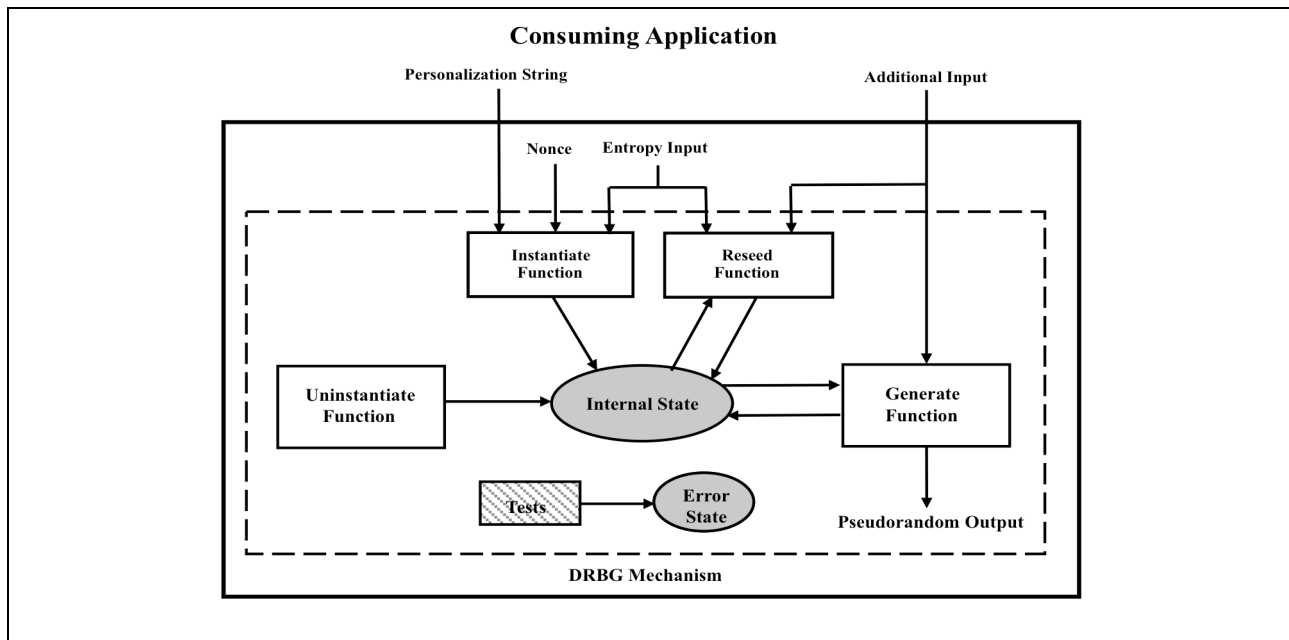 Consuming Application
Personalization String
Additional Input
Nonce
Entropy Input
Instantiate
Function
Reseed
Function
Uninstantiate
Function
Internal State
Generate
Function
Tests
Error
State
Pseudorandom Output
DRBG Mechanism